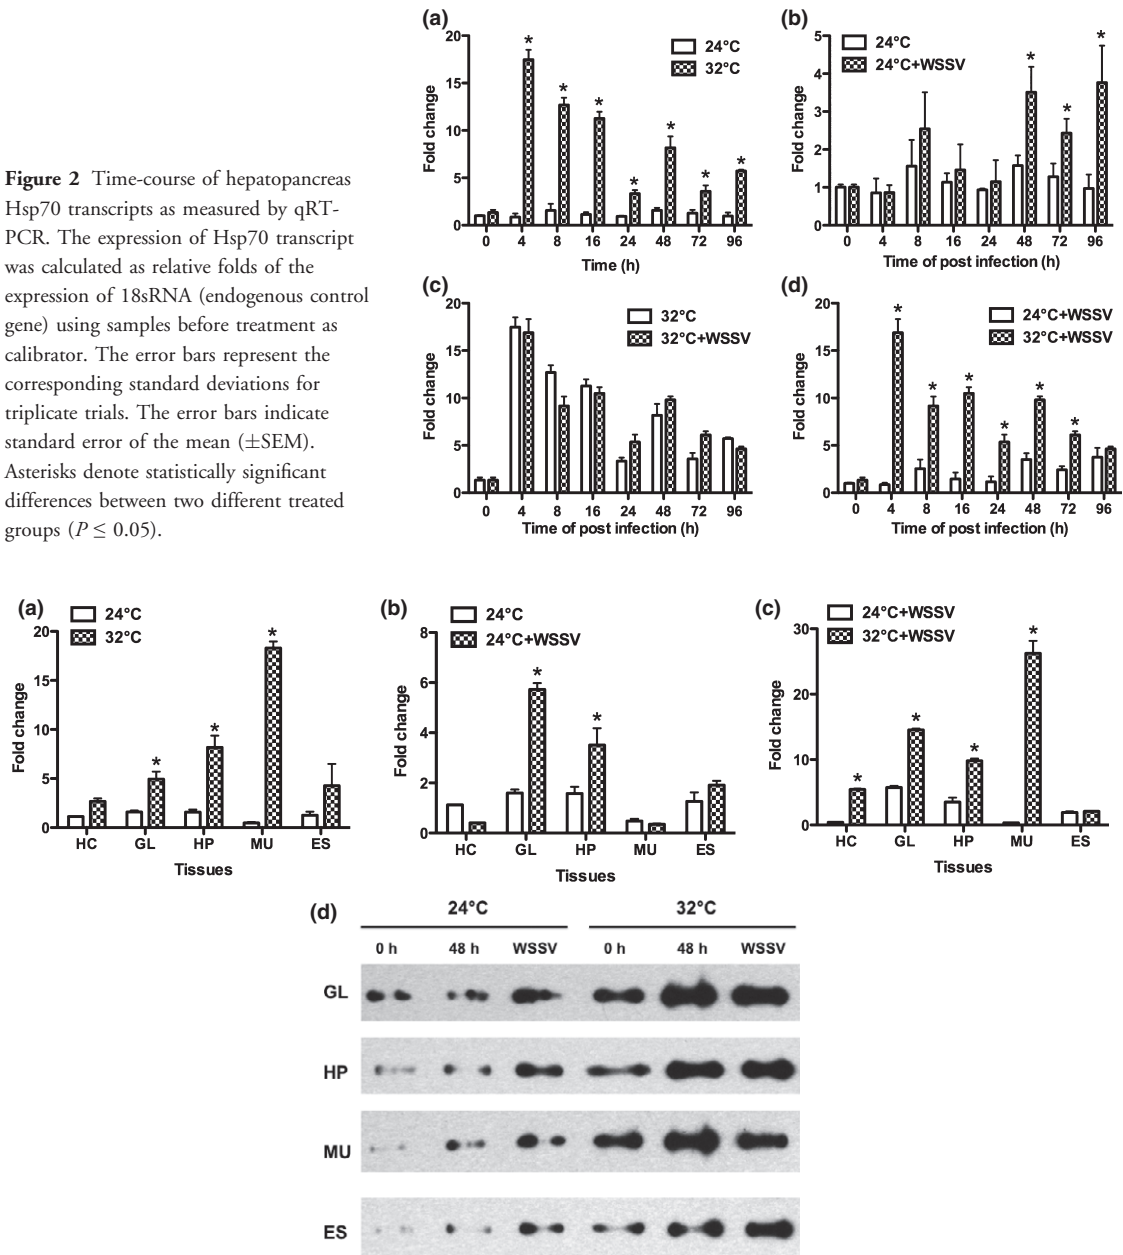 Figure 2 Time-course of hepatopancreas
Hsp70 transcripts as measured by qRT-
PCR. The expression of Hsp70 transcript
was calculated as relative folds of the
expression of 18sRNA (endogenous control
gene) using samples before treatment as
calibrator. The error bars represent the
corresponding standard deviations for
triplicate trials. The error bars indicate
standard error of the mean (±SEM).
Asterisks denote statistically significant
differences between two different treated
groups (P ≤ 0.05).
(a)
24°C
32°C
Fold change
20
15
10
5
0
* * * * * * *
0 4 8 16 24 48 72 96
Time (h)
(b)
24°C
24°C+WSSV
Fold change
5
4
3
2
1
0
* * *
0 4 8 16 24 48 72 96
Time of post infection (h)
(c)
32°C
32°C+WSSV
Fold change
20
15
10
5
0
0 4 8 16 24 48 72 96
Time of post infection (h)
(d)
24°C+WSSV
32°C+WSSV
Fold change
20
15
10
5
0
* * * * * *
0 4 8 16 24 48 72 96
Time of post infection (h)
(a)
24°C
32°C
Fold change
20
15
10
5
0
* * *
HC GL HP MU ES
Tissues
(b)
24°C
24°C+WSSV
Fold change
8
6
4
2
0
* *
HC GL HP MU ES
Tissues
(c)
24°C+WSSV
32°C+WSSV
Fold change
30
20
10
0
* * * *
HC GL HP MU ES
Tissues
(d)
24°C 32°C
0 h 48 h WSSV 0 h 48 h WSSV
GL
HP
MU
ES